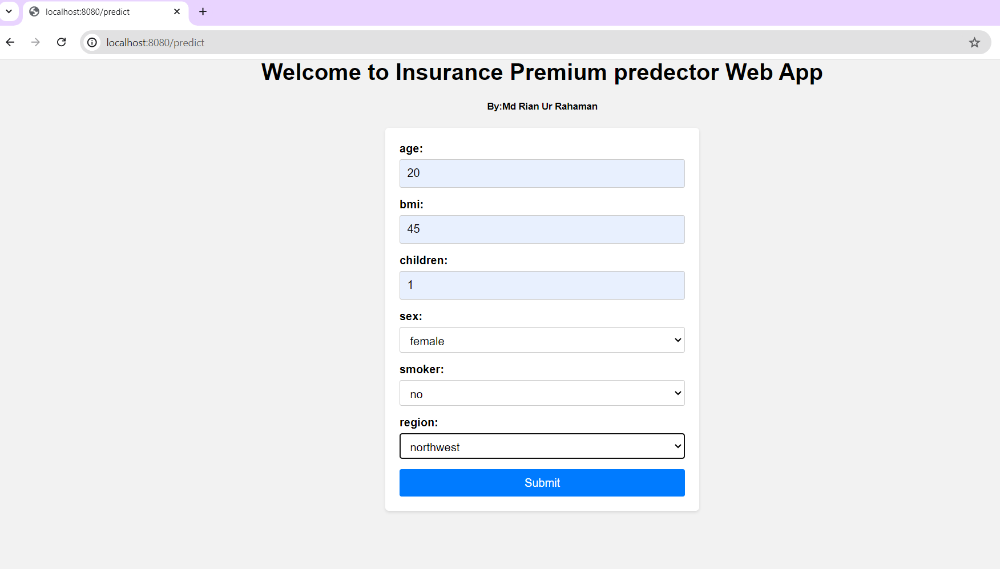 localhost:8080/predict
localhost:8080/predict
Welcome to Insurance Premium predector Web App
By:Md Rian Ur Rahaman
age:
20
bmi:
45
children:
1
sex:
female
smoker:
no
region:
northwest
Submit